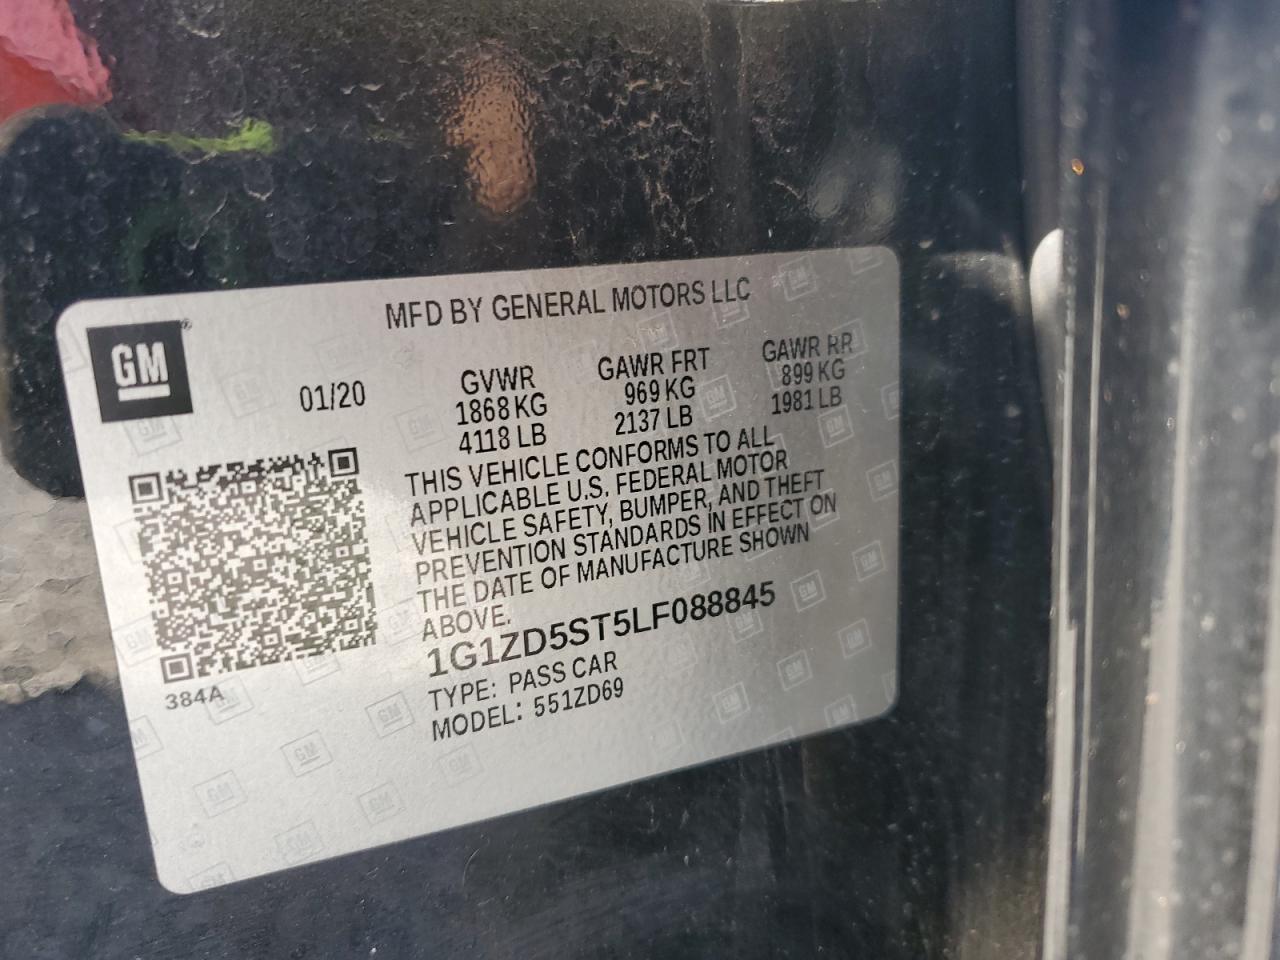 MFD BY GENERAL MOTORS LLC
GM
01/20
GVWR
1868 KG
4118 LB
GAWR FRT
969 KG
2137 LB
GAWR RR
899 KG
1981 LB
THIS VEHICLE CONFORMS TO ALL
APPLICABLE U.S. FEDERAL MOTOR
VEHICLE SAFETY, BUMPER, AND THEFT
PREVENTION STANDARDS IN EFFECT ON
THE DATE OF MANUFACTURE SHOWN
ABOVE.
1G1ZD5ST5LF088845
TYPE: PASS CAR
MODEL: 551ZD69
384A